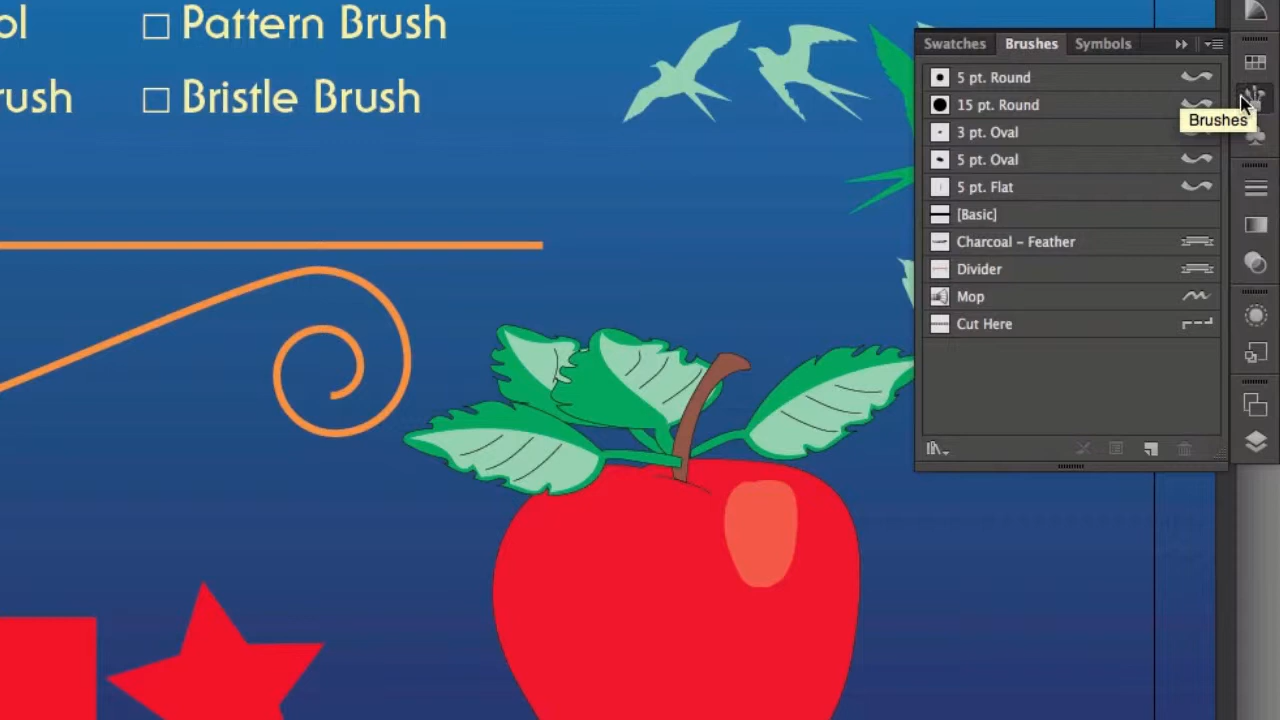 ol
□ Pattern Brush
rush
□ Bristle Brush
Swatches Brushes Symbols
5 pt. Round
15 pt. Round
Brushes
3 pt. Oval
5 pt. Oval
5 pt. Flat
[Basic]
Charcoal – Feather
Divider
Mop
Cut Here